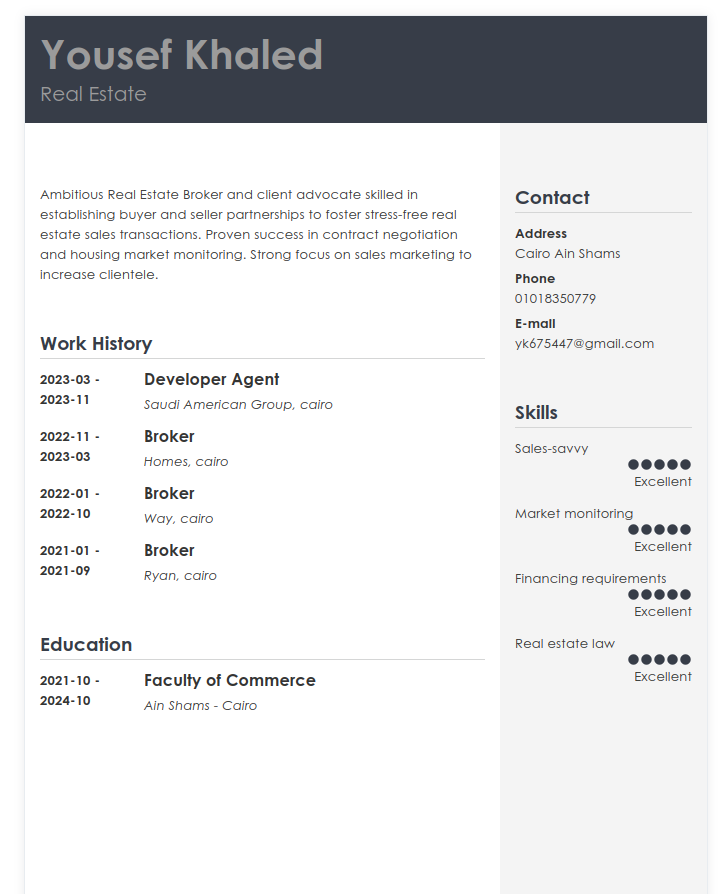 Yousef Khaled
Real Estate
Ambitious Real Estate Broker and client advocate skilled in
establishing buyer and seller partnerships to foster stress-free real
estate sales transactions. Proven success in contract negotiation
and housing market monitoring. Strong focus on sales marketing to
increase clientele.
Work History
2023-03 -
2023-11
Developer Agent
Saudi American Group, cairo
2022-11 -
2023-03
Broker
Homes, cairo
2022-01 -
2022-10
Broker
Way, cairo
2021-01 -
2021-09
Broker
Ryan, cairo
Education
2021-10 -
2024-10
Faculty of Commerce
Ain Shams - Cairo
Contact
Address
Cairo Ain Shams
Phone
01018350779
E-mail
yk675447@gmail.com
Skills
Sales-savvy
Excellent
Market monitoring
Excellent
Financing requirements
Excellent
Real estate law
Excellent